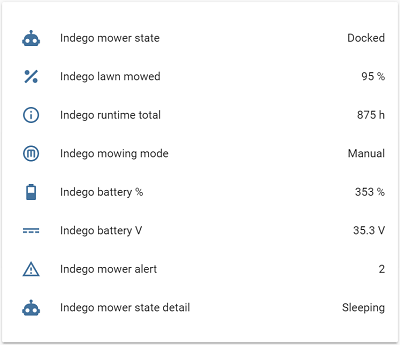 Indego mower state Docked
Indego lawn mowed 95 %
Indego runtime total 875 h
Indego mowing mode Manual
Indego battery % 353 %
Indego battery V 35.3 V
Indego mower alert 2
Indego mower state detail Sleeping